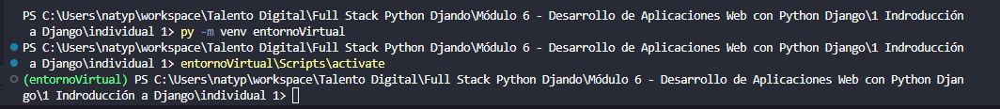 PS C:\Users\natyp\workspace\Talento Digital\Full Stack Python Djando\Módulo 6 - Desarrollo de Aplicaciones Web con Python Django\1 Indroducción
a Django\individual 1> py -m venv entornoVirtual
PS C:\Users\natyp\workspace\Talento Digital\Full Stack Python Djando\Módulo 6 - Desarrollo de Aplicaciones Web con Python Django\1 Indroducción
a Django\individual 1> entornoVirtual\Scripts\activate
(entornoVirtual) PS C:\Users\natyp\workspace\Talento Digital\Full Stack Python Djando\Módulo 6 - Desarrollo de Aplicaciones Web con Python Djan
go\1 Indroducción a Django\individual 1>